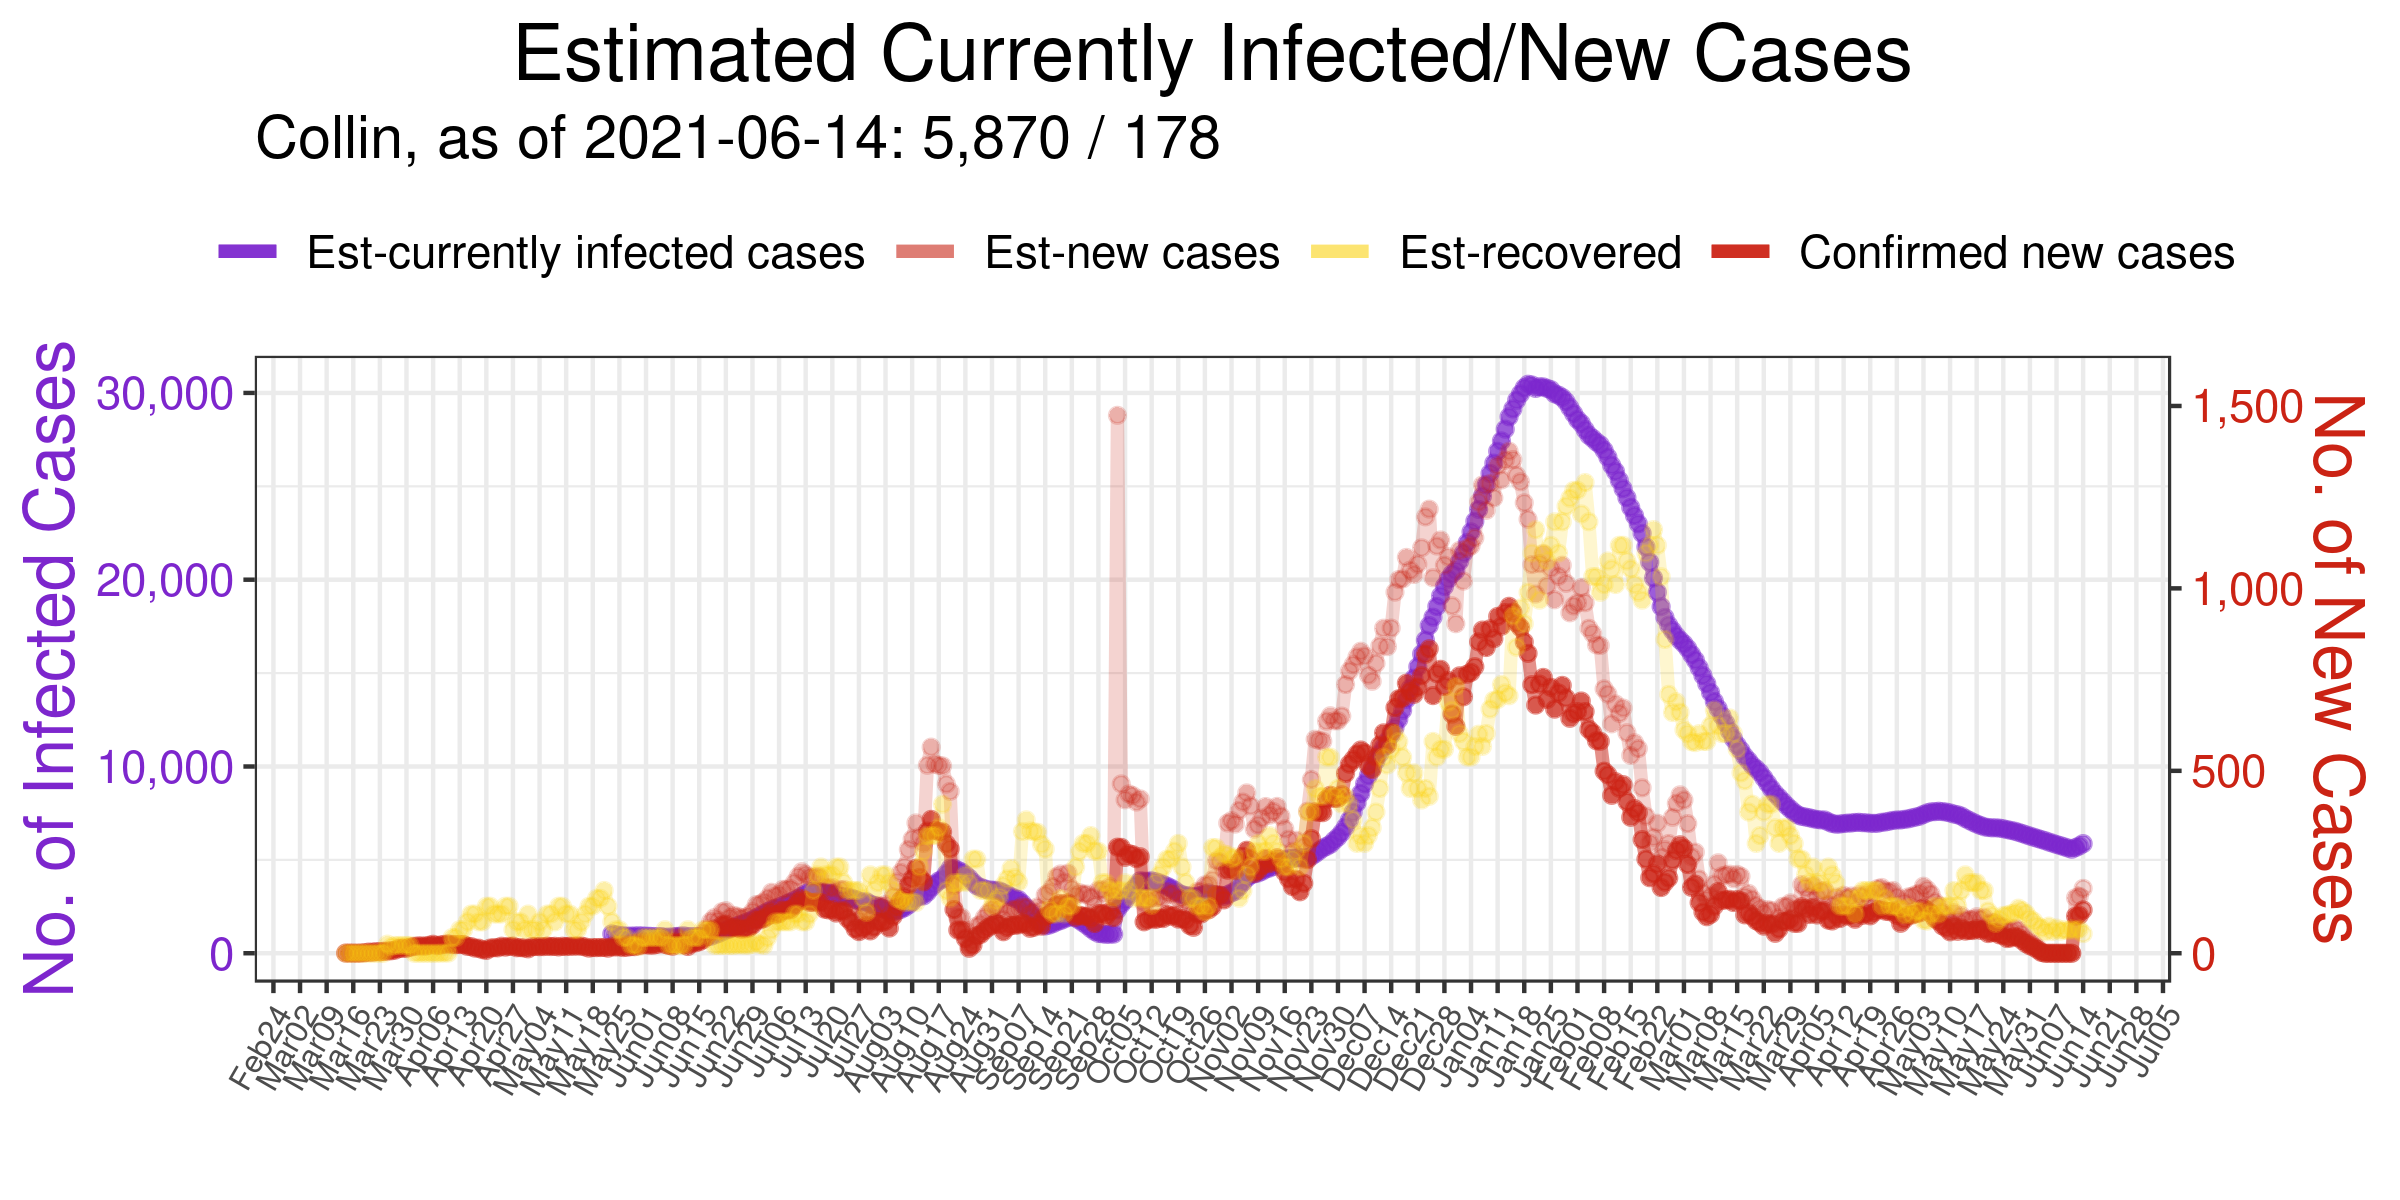 Estimated Currently Infected/New Cases
Collin, as of 2021-06-14: 5,870 / 178
Est-currently infected cases Est-new cases Est-recovered Confirmed new cases
No. of Infected Cases
30,000
20,000
10,000
0
1,500
1,000
500
0
No. of New Cases
Feb24 Mar02 Mar09 Mar16 Mar23 Mar30 Apr06 Apr13 Apr20 Apr27 May04 May11 May18 May25 Jun01 Jun08 Jun15 Jun22 Jun29 Jul06 Jul13 Jul20 Jul27 Aug03 Aug10 Aug17 Aug24 Aug31 Sep07 Sep14 Sep21 Sep28 Oct05 Oct12 Oct19 Oct26 Nov02 Nov09 Nov16 Nov23 Nov30 Dec07 Dec14 Dec21 Dec28 Jan04 Jan11 Jan18 Jan25 Feb01 Feb08 Feb15 Feb22 Mar01 Mar08 Mar15 Mar22 Mar29 Apr05 Apr12 Apr19 Apr26 May03 May10 May17 May24 May31 Jun07 Jun14 Jun21 Jun28 Jul05